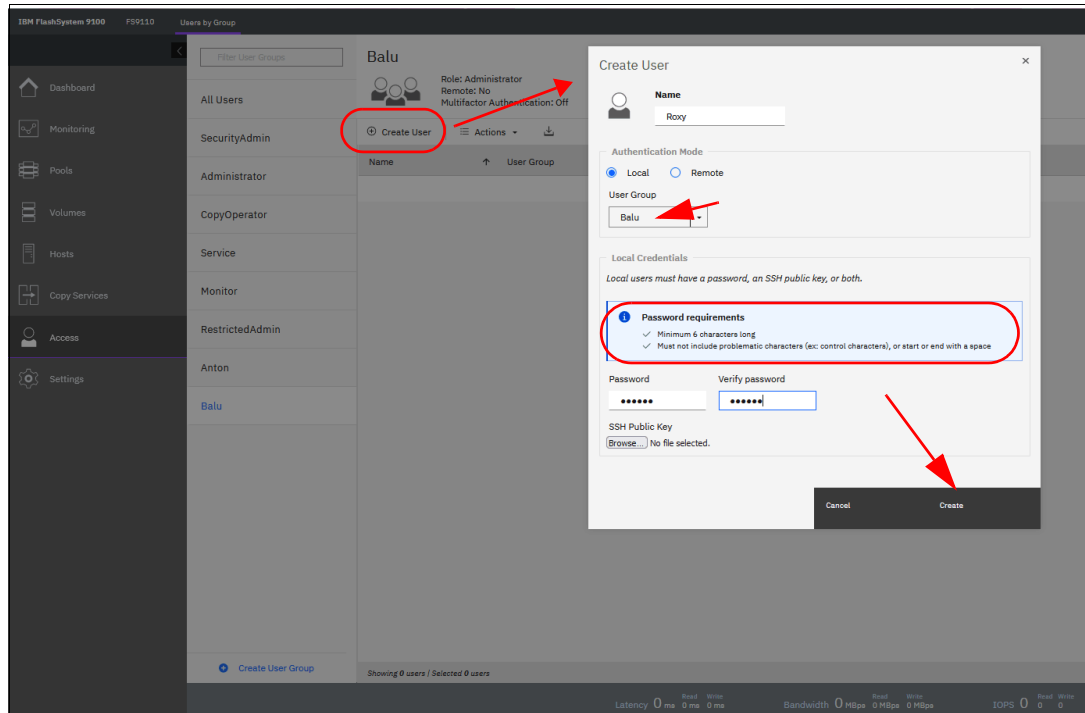 IBM FlashSystem 9100 FS9110 Users by Group
Filter User Groups
Dashboard
Monitoring
Pools
Volumes
Hosts
Copy Services
Access
Settings
All Users
SecurityAdmin
Administrator
CopyOperator
Service
Monitor
RestrictedAdmin
Anton
Balu
Create User Group
Balu
Role: Administrator
Remote: No
Multifactor Authentication: Off
Create User Actions
Name User Group
Showing 0 users / Selected 0 users
Create User
Name
Roxy
Authentication Mode
Local Remote
User Group
Balu
Local Credentials
Local users must have a password, an SSH public key, or both.
Password requirements
Minimum 6 characters long
Must not include problematic characters (ex: control characters), or start or end with a space
Password Verify password
•••••• ••••••
SSH Public Key
Browse... No file selected.
Cancel Create
Latency 0 ms Read 0 ms Write 0 ms Bandwidth 0 MBps Read 0 MBps Write 0 MBps IOPS 0 Read 0 Write 0